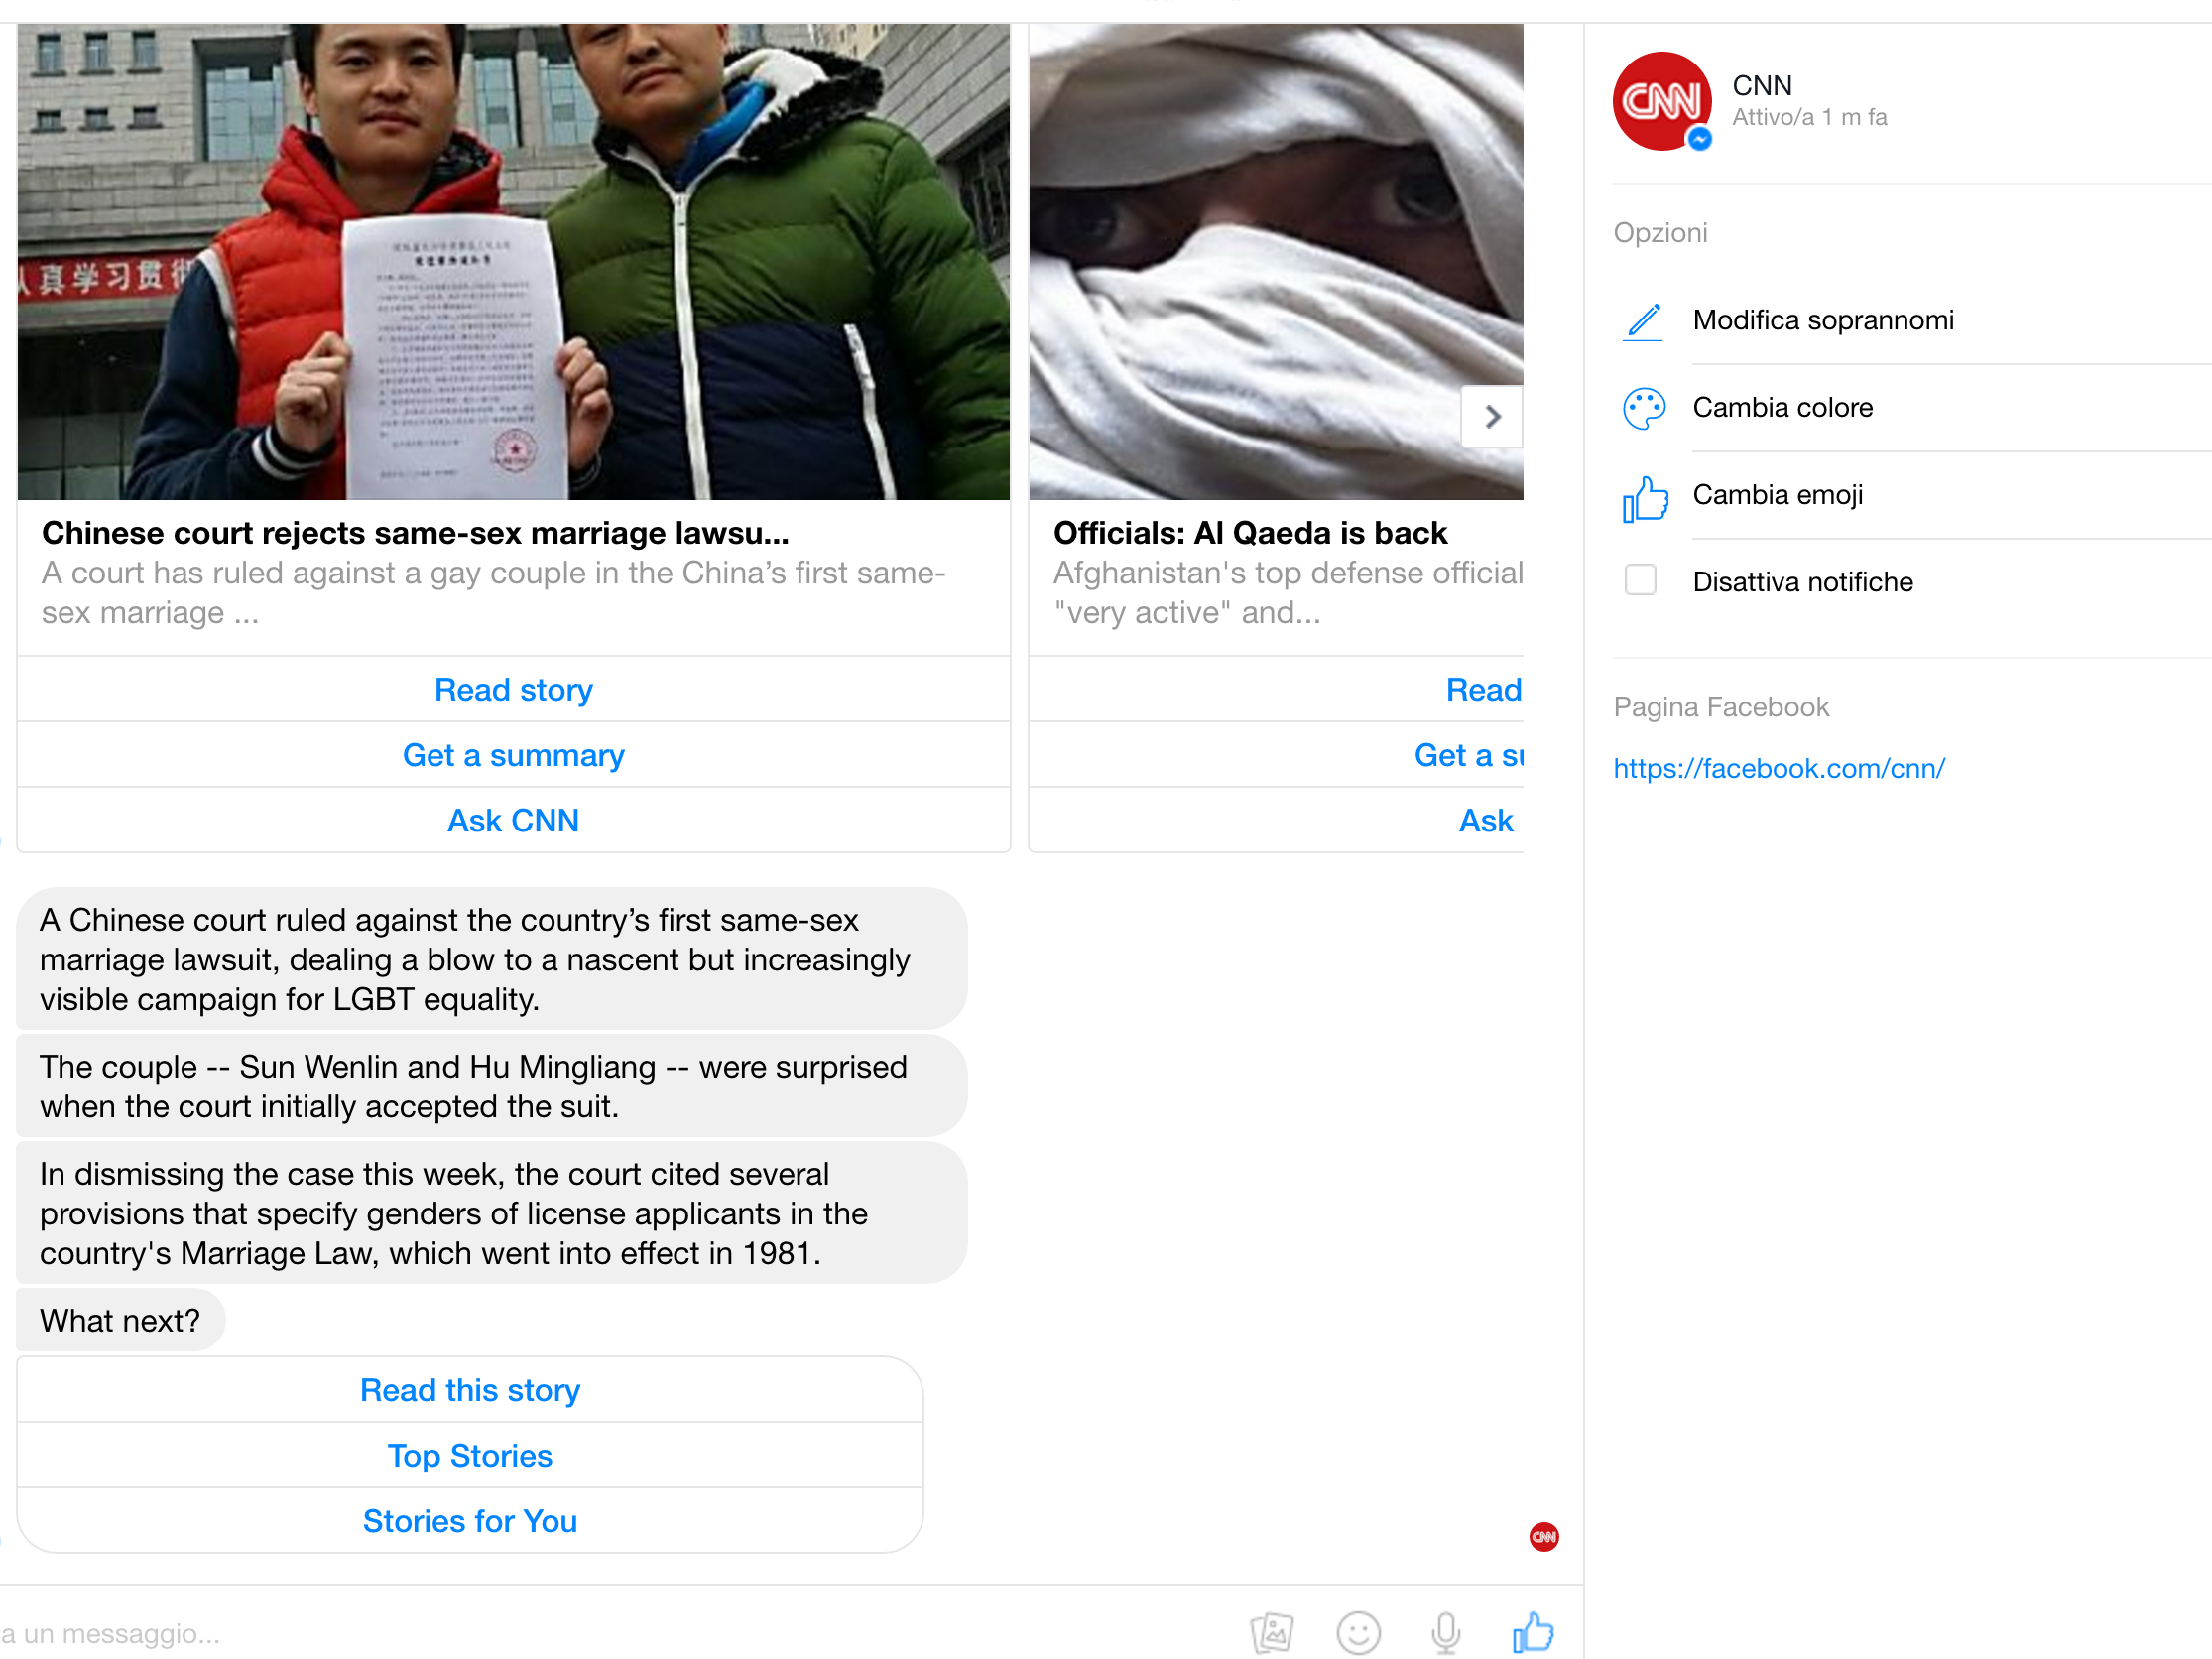 认真学习贯彻
Chinese court rejects same-sex marriage lawsu...
A court has ruled against a gay couple in the China’s first same-
sex marriage ...
Read story
Get a summary
Ask CNN
Officials: Al Qaeda is back
Afghanistan's top defense official
"very active" and...
Read
Get a su
Ask
A Chinese court ruled against the country’s first same-sex
marriage lawsuit, dealing a blow to a nascent but increasingly
visible campaign for LGBT equality.
The couple -- Sun Wenlin and Hu Mingliang -- were surprised
when the court initially accepted the suit.
In dismissing the case this week, the court cited several
provisions that specify genders of license applicants in the
country's Marriage Law, which went into effect in 1981.
What next?
Read this story
Top Stories
Stories for You
CNN
a un messaggio...
CNN
CNN
Attivo/a 1 m fa
Opzioni
Modifica soprannomi
Cambia colore
Cambia emoji
Disattiva notifiche
Pagina Facebook
https://facebook.com/cnn/